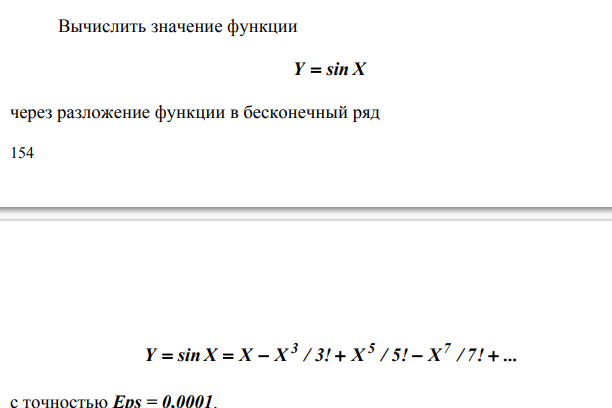 Вычислить значение функции
Y = sin X
через разложение функции в бесконечный ряд
154
Y = sin X = X − X³ / 3! + X⁵ / 5! − X⁷ / 7! + ...
с точностью Eps = 0.0001.